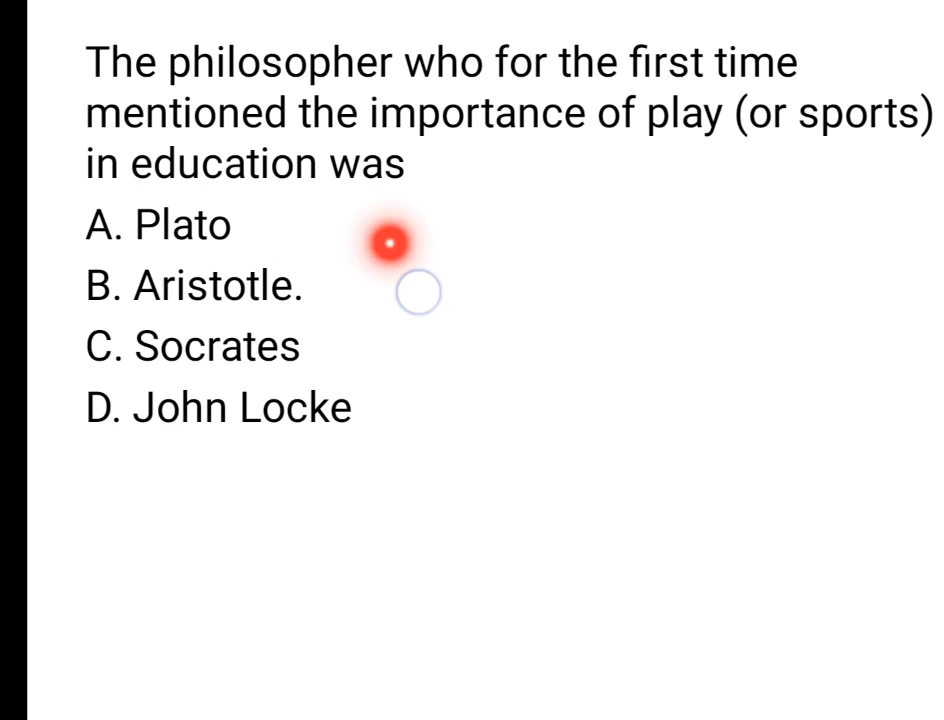 The philosopher who for the first time
mentioned the importance of play (or sports)
in education was
A. Plato
B. Aristotle.
C. Socrates
D. John Locke